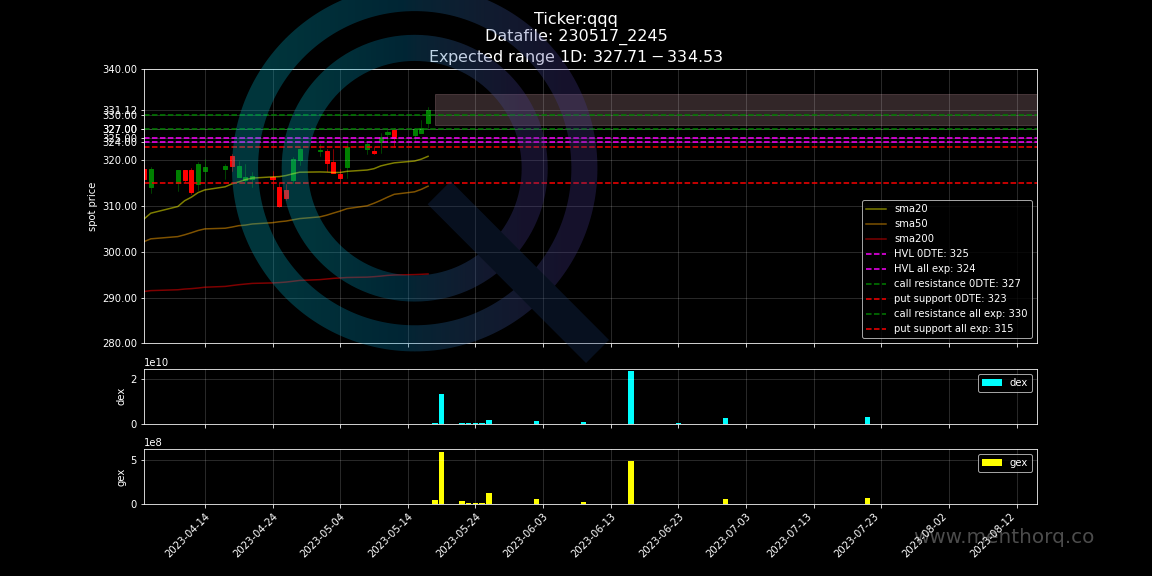 Ticker:qqq
Datafile: 230517_2245
Expected range 1D: 327.71 − 334.53
340.00
331.12
330.00
327.00
325.00
324.00
320.00
310.00
300.00
290.00
280.00
spot price
sma20
sma50
sma200
HVL 0DTE: 325
HVL all exp: 324
call resistance 0DTE: 327
put support 0DTE: 323
call resistance all exp: 330
put support all exp: 315
1e10
2
0
dex
dex
1e8
5
0
gex
gex
2023-04-14
2023-04-24
2023-05-04
2023-05-14
2023-05-24
2023-06-03
2023-06-13
2023-06-23
2023-07-03
2023-07-13
2023-07-23
2023-08-02
2023-08-12
www.menthorq.co